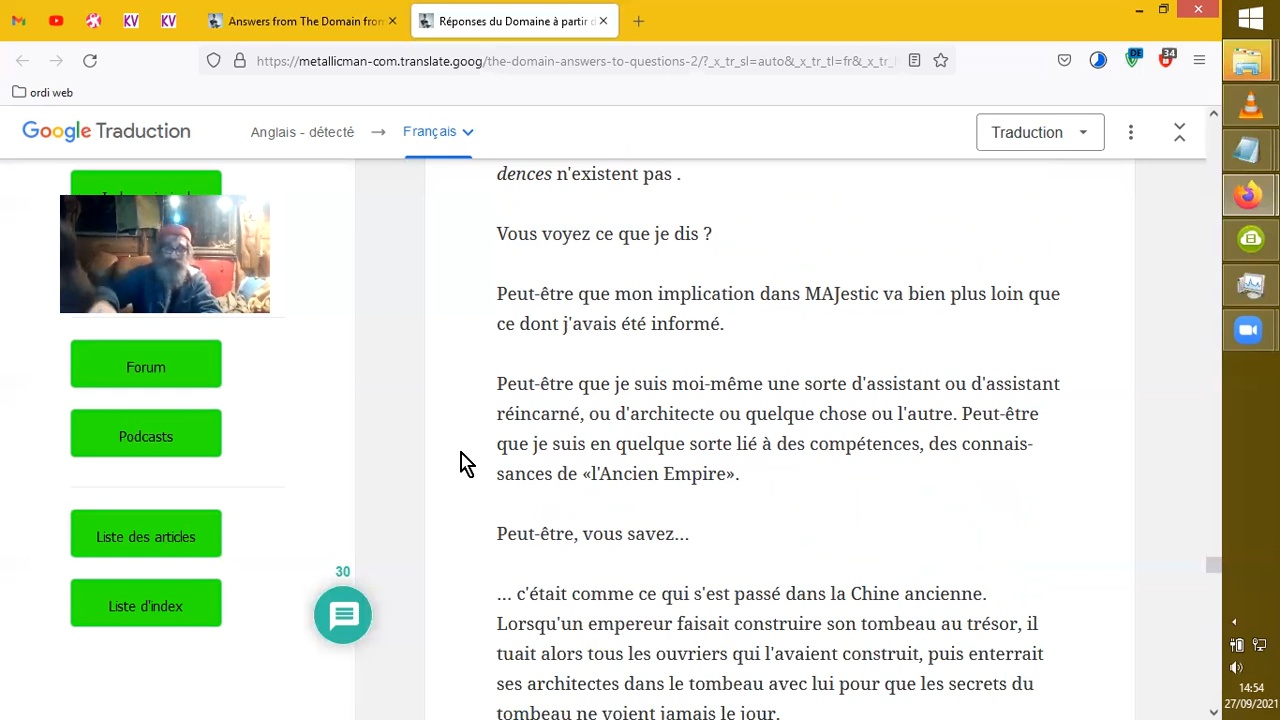 Answers from The Domain from
Réponses du Domaine à partir d
https://metallicman-com.translate.goog/the-domain-answers-to-questions-2/?_x_tr_sl=auto&_x_tr_tl=fr&_x_tr_
DE
34
ordi web
Google Traduction
Anglais - détecté
Français
Traduction
dences n'existent pas .
Vous voyez ce que je dis ?
Peut-être que mon implication dans MAJestic va bien plus loin que
ce dont j'avais été informé.
Forum
Peut-être que je suis moi-même une sorte d'assistant ou d'assistant
réincarné, ou d'architecte ou quelque chose ou l'autre. Peut-être
Podcasts
que je suis en quelque sorte lié à des compétences, des connais-
sances de «l'Ancien Empire».
Liste des articles
Peut-être, vous savez...
30
Liste d'index
... c'était comme ce qui s'est passé dans la Chine ancienne.
Lorsqu'un empereur faisait construire son tombeau au trésor, il
tuait alors tous les ouvriers qui l'avaient construit, puis enterrait
ses architectes dans le tombeau avec lui pour que les secrets du
tombeau ne voient jamais le jour.
14:54
27/09/2021